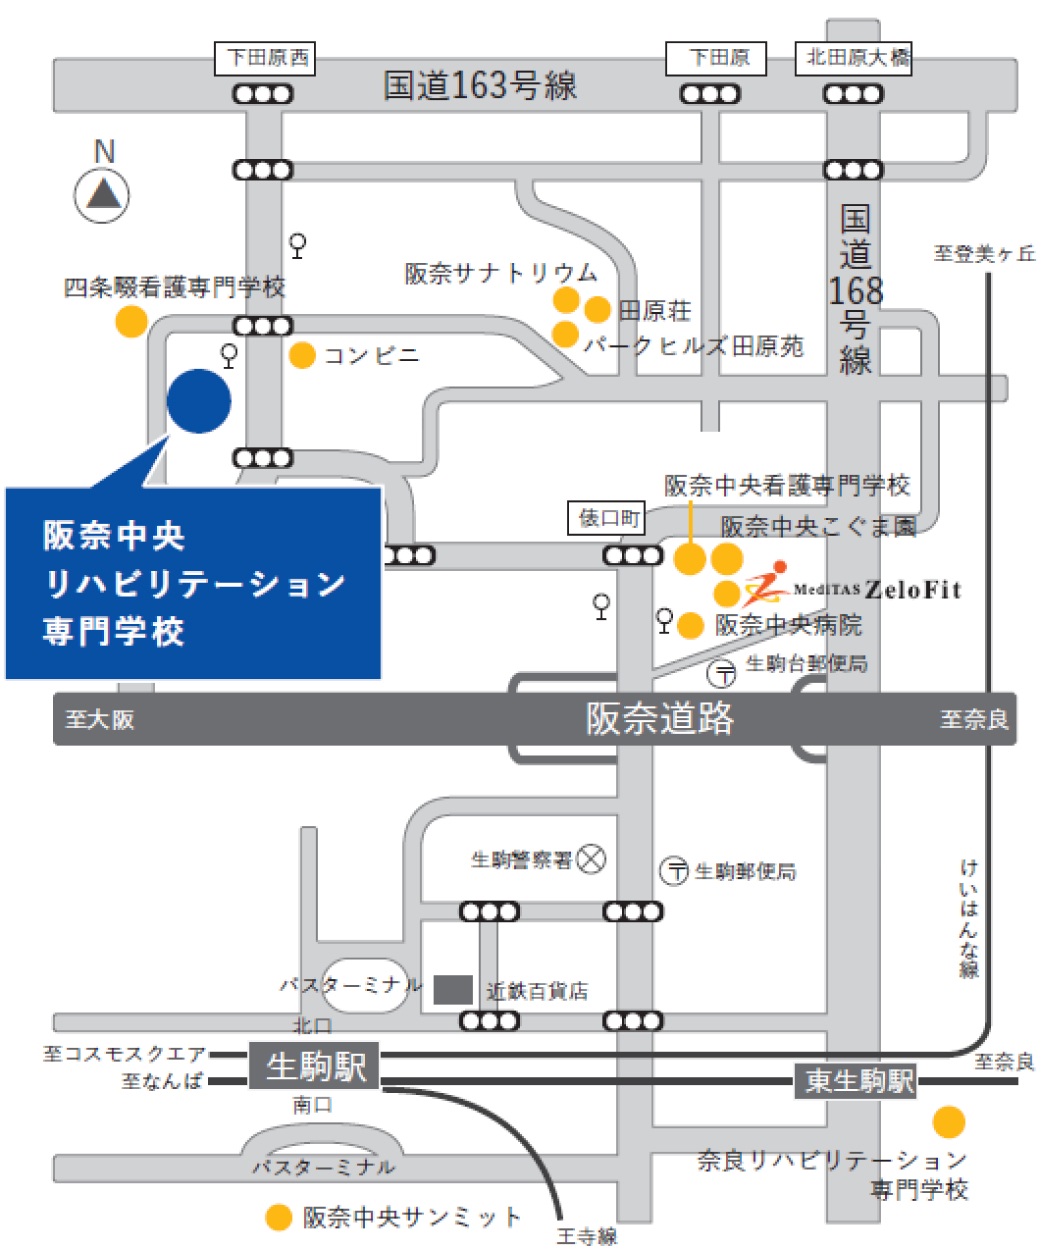 下田原西
下田原
北田原大橋
国道163号線
N
国道168号線
至登美ヶ丘
阪奈サナトリウム
四条畷看護専門学校
田原荘
パークヒルズ田原苑
コンビニ
阪奈中央看護専門学校
俵口町
阪奈中央こぐま園
阪奈中央
リハビリテーション
専門学校
MediTAS ZeloFit
阪奈中央病院
〒
生駒台郵便局
至大阪
阪奈道路
至奈良
生駒警察署
〒
生駒郵便局
けいはんな線
バスターミナル
近鉄百貨店
北口
至コスモスクエア
生駒駅
至なんば
至奈良
東生駒駅
南口
奈良リハビリテーション
専門学校
バスターミナル
阪奈中央サンミット
王寺線